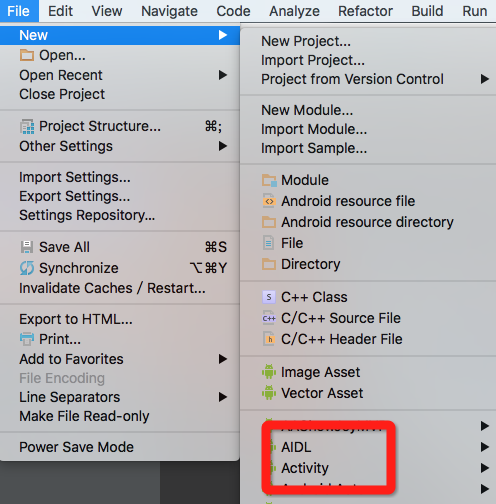 File Edit View Navigate Code Analyze Refactor Build Run
New
Open...
Open Recent
Close Project
Project Structure... ⌘;
Other Settings
Import Settings...
Export Settings...
Settings Repository...
Save All ⌘S
Synchronize ⌥⌘Y
Invalidate Caches / Restart...
Export to HTML...
Print...
Add to Favorites
File Encoding
Line Separators
Make File Read-only
Power Save Mode
New Project...
Import Project...
Project from Version Control
New Module...
Import Module...
Import Sample...
Module
Android resource file
Android resource directory
File
Directory
S C++ Class
C++ C/C++ Source File
h C/C++ Header File
Image Asset
Vector Asset
AIDL
Activity